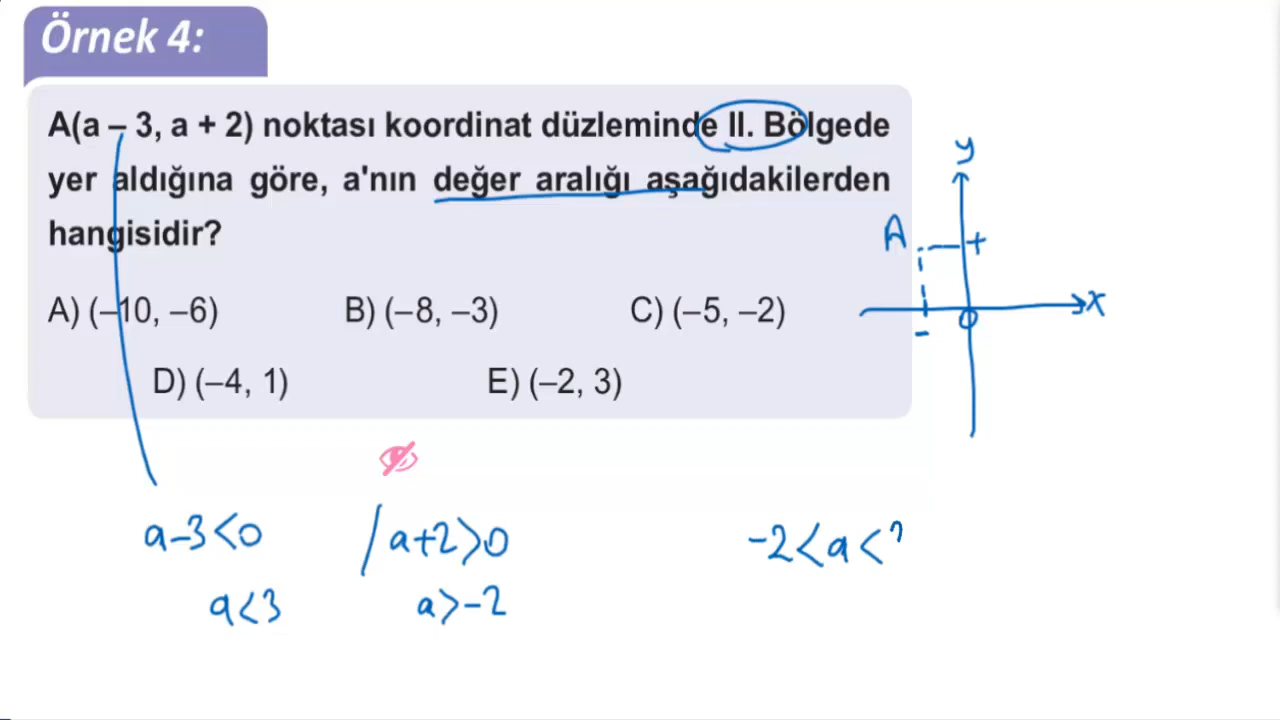 Örnek 4:
A(a – 3, a + 2) noktası koordinat düzleminde II. Bölgede
yer aldığına göre, a'nın değer aralığı aşağıdakilerden
hangisidir?
A) (–10, –6) B) (–8, –3) C) (–5, –2)
D) (–4, 1) E) (–2, 3)
y
A +
x
0
-
a-3<0 / a+2>0 -2<a<
a<3 a>-2